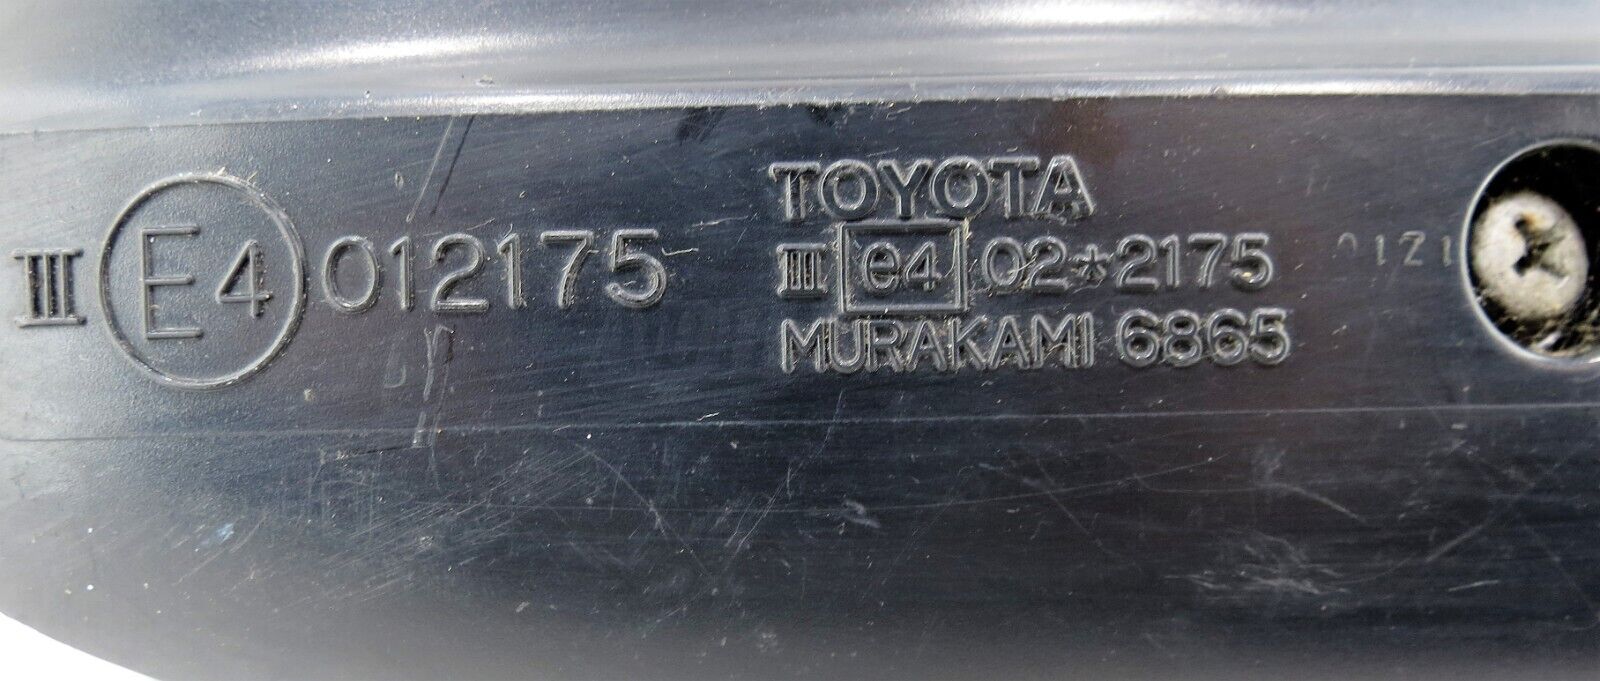 III E4 012175
TOYOTA
III e4 02*2175
MURAKAMI 6865